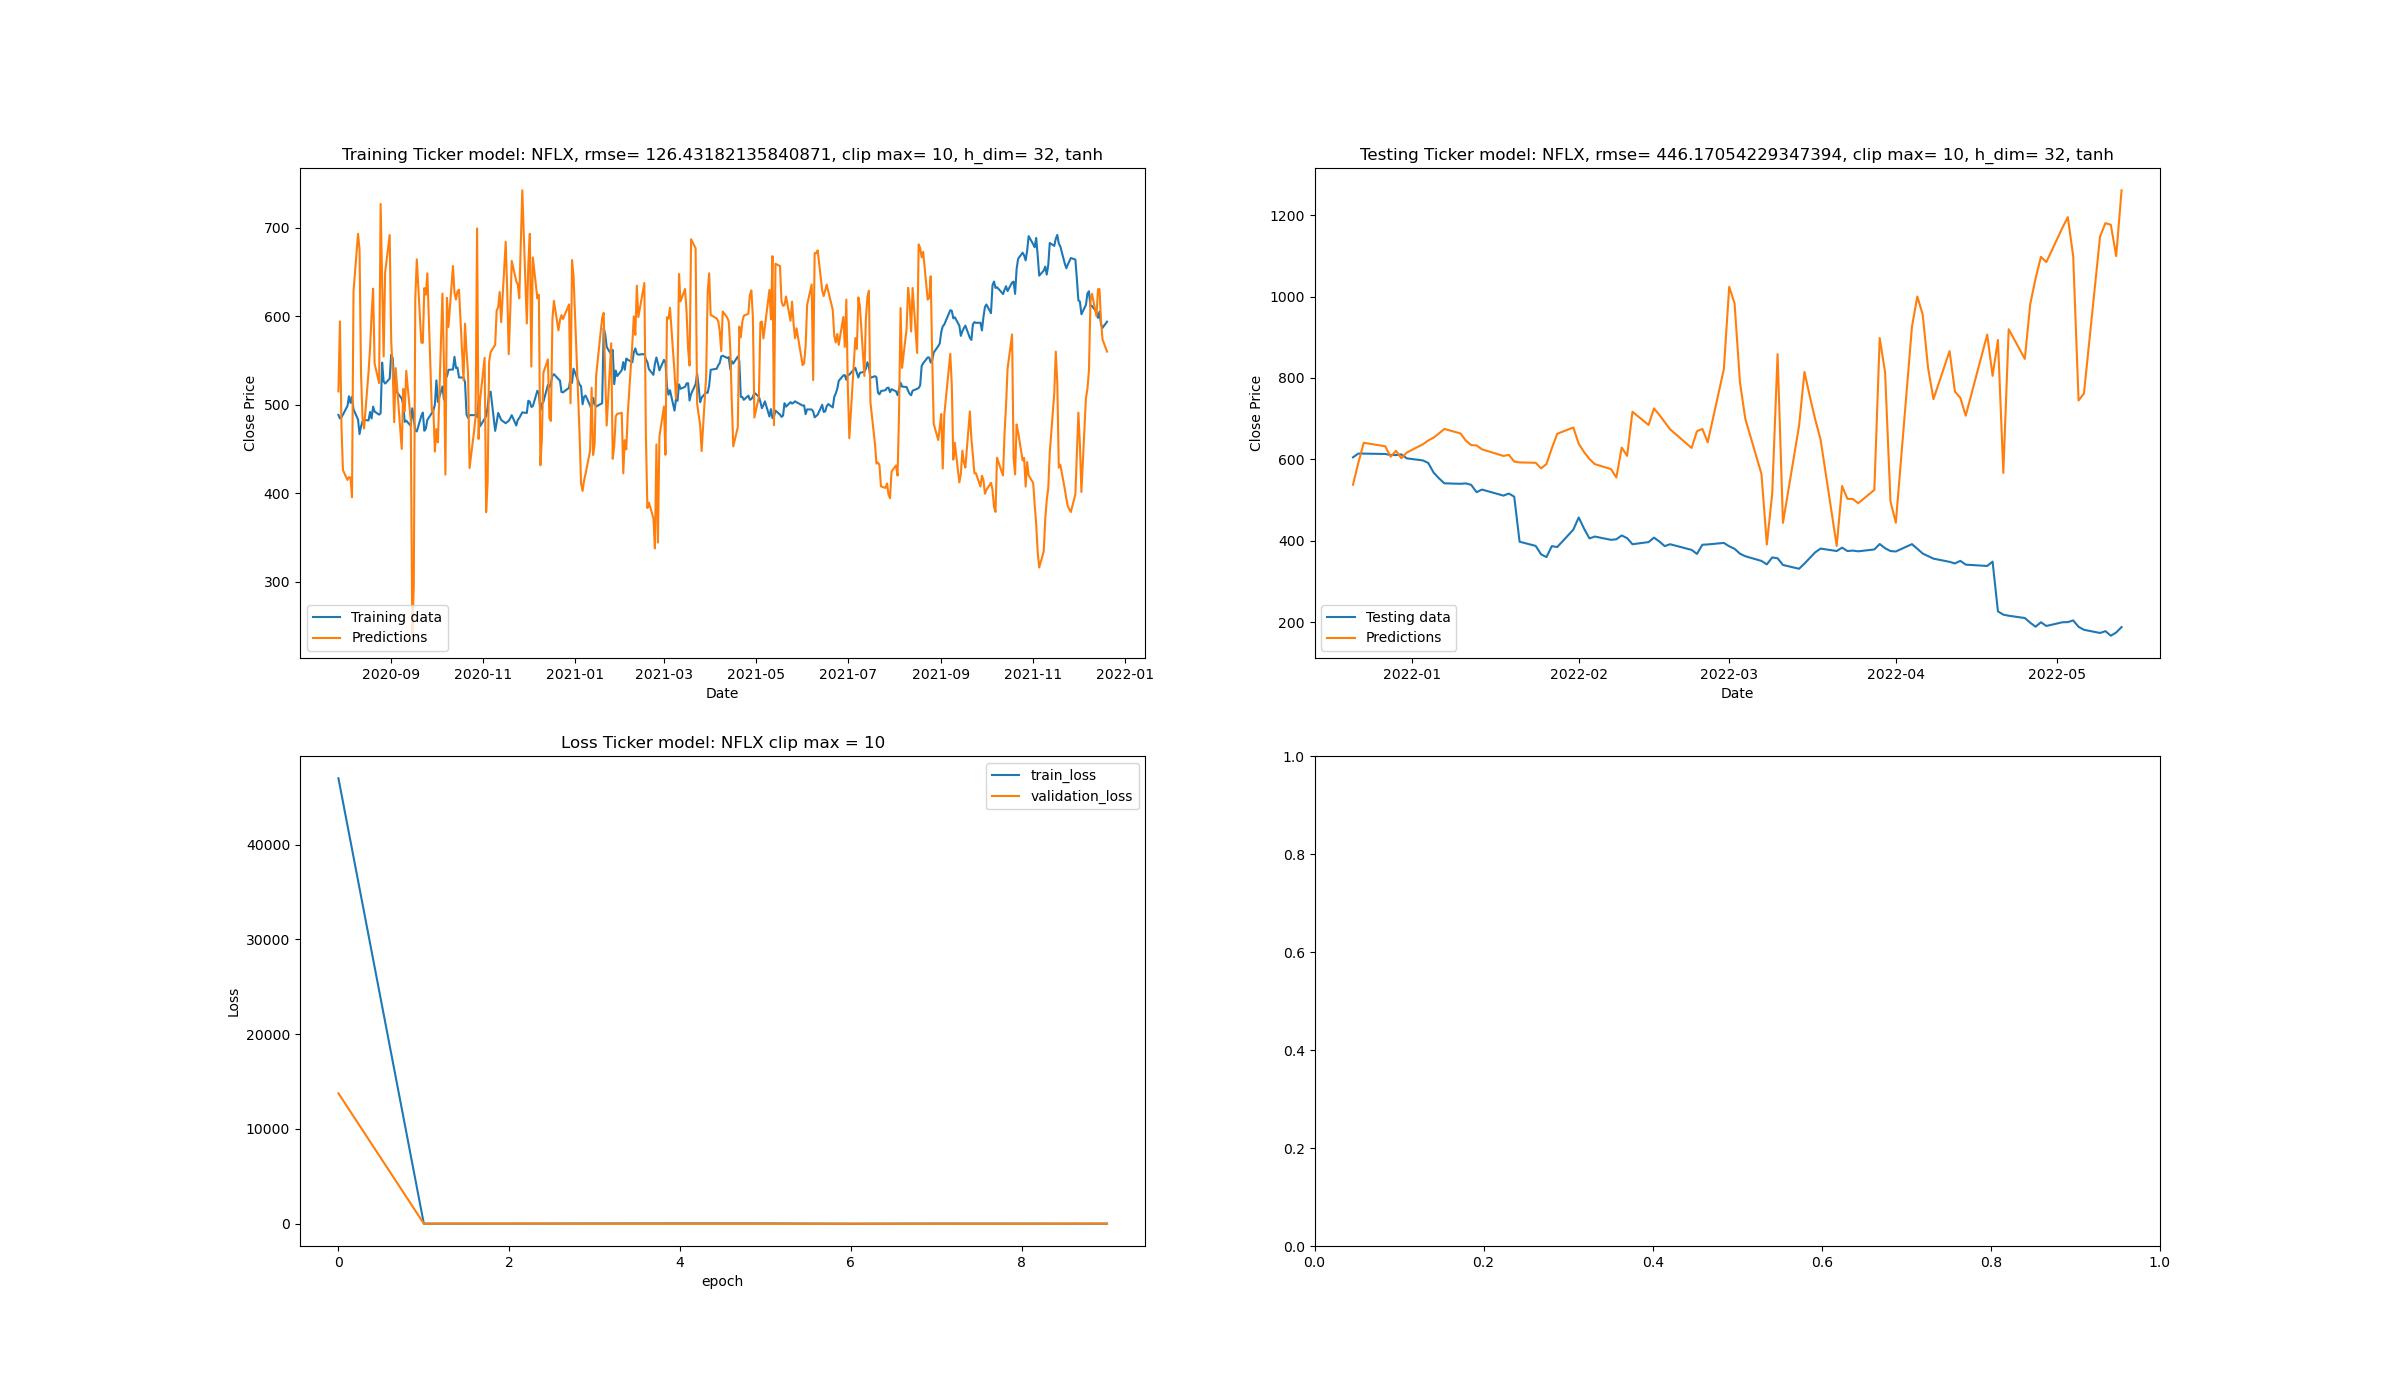 Training Ticker model: NFLX, rmse= 126.43182135840871, clip max= 10, h_dim= 32, tanh
Close Price
700
600
500
400
300
Training data
Predictions
2020-09 2020-11 2021-01 2021-03 2021-05 2021-07 2021-09 2021-11 2022-01
Date
Testing Ticker model: NFLX, rmse= 446.17054229347394, clip max= 10, h_dim= 32, tanh
Close Price
1200
1000
800
600
400
200
Testing data
Predictions
2022-01 2022-02 2022-03 2022-04 2022-05
Date
Loss Ticker model: NFLX clip max = 10
train_loss
validation_loss
Loss
40000
30000
20000
10000
0
0 2 4 6 8
epoch
1.0
0.8
0.6
0.4
0.2
0.0
0.0 0.2 0.4 0.6 0.8 1.0